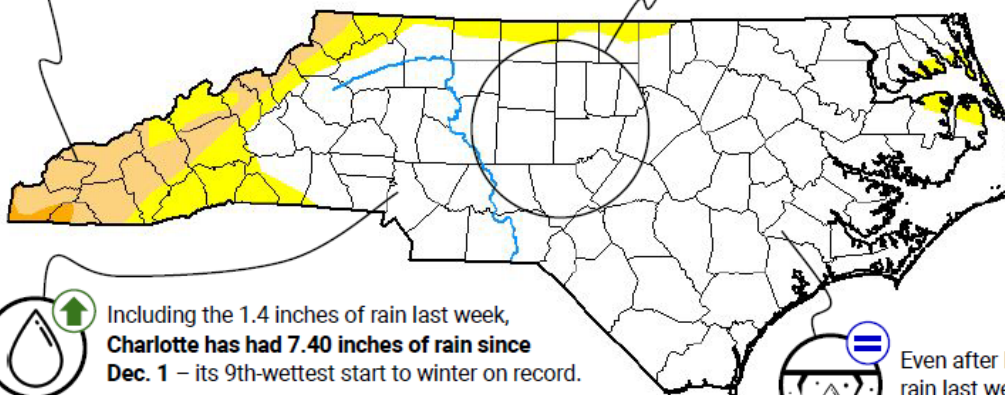 Including the 1.4 inches of rain last week,
Charlotte has had 7.40 inches of rain since
Dec. 1 – its 9th-wettest start to winter on record.
Even after
rain last we